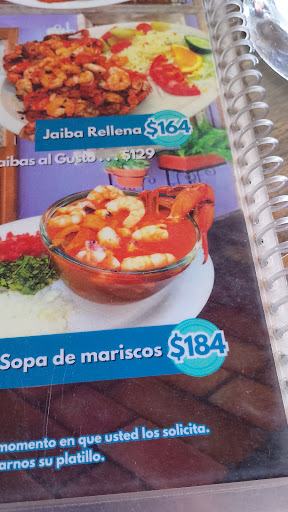 Jaiba Rellena $164
aibas al Gusto . . . $129
Sopa de mariscos $184
momento en que usted los solicita.
arnos su platillo.